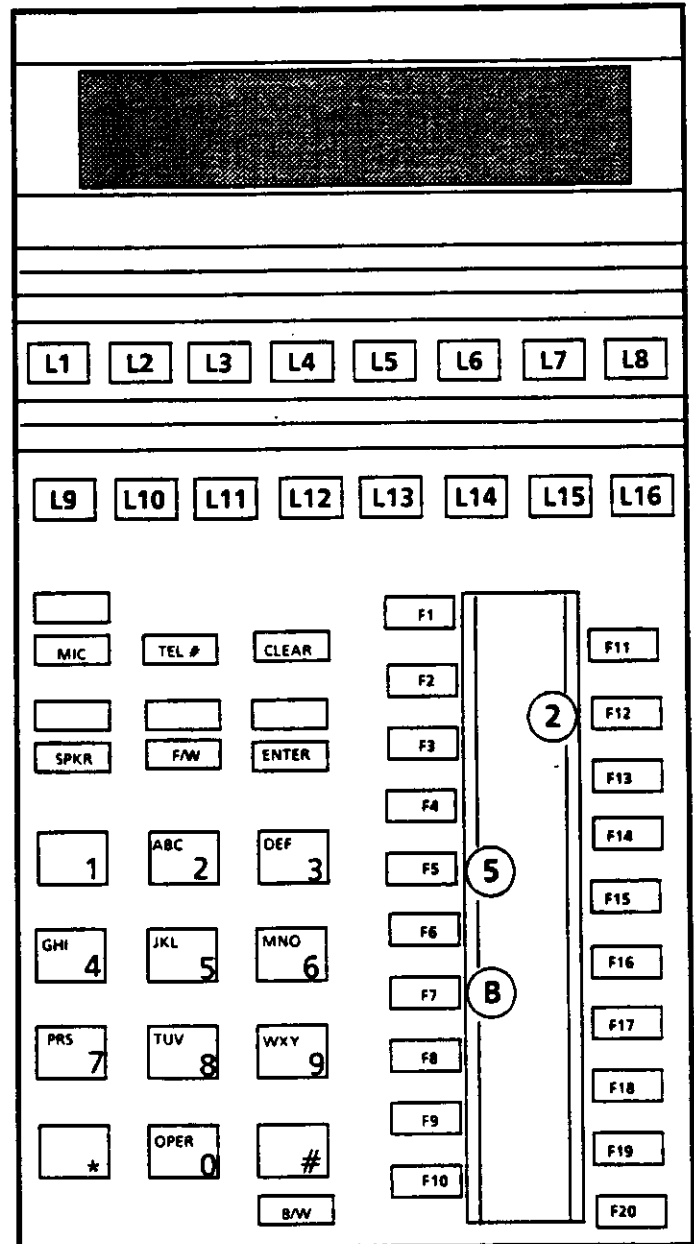 L1 L2 L3 L4 L5 L6 L7 L8
L9 L10 L11 L12 L13 L14 L15 L16
F1
MIC TEL # CLEAR F11
F2
2 F12
SPKR F/W ENTER F3
F13
F4
F14
1 ABC 2 DEF 3 F5 5
F15
F6
GHI 4 JKL 5 MNO 6 F16
F7 B
F17
PRS 7 TUV 8 WXY 9 F8
F18
F9
* OPER 0 # F19
F10
B/W F20